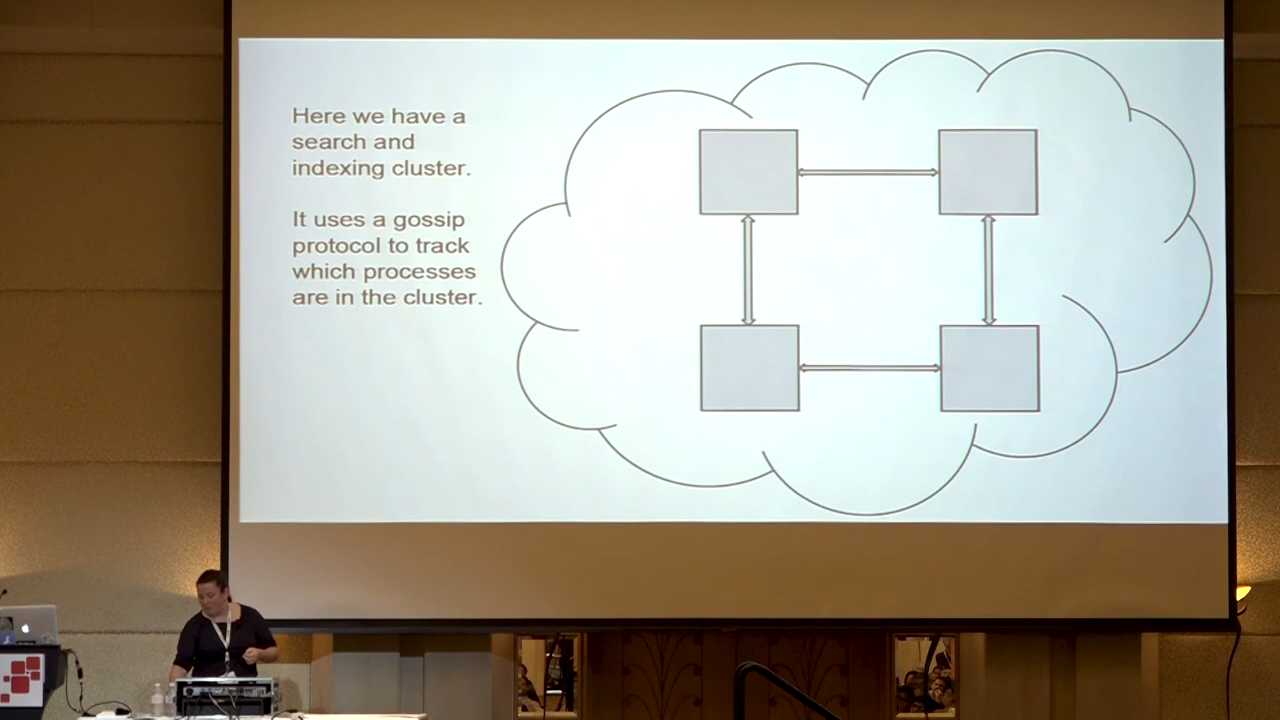 Here we have a
search and
indexing cluster.
It uses a gossip
protocol to track
which processes
are in the cluster.